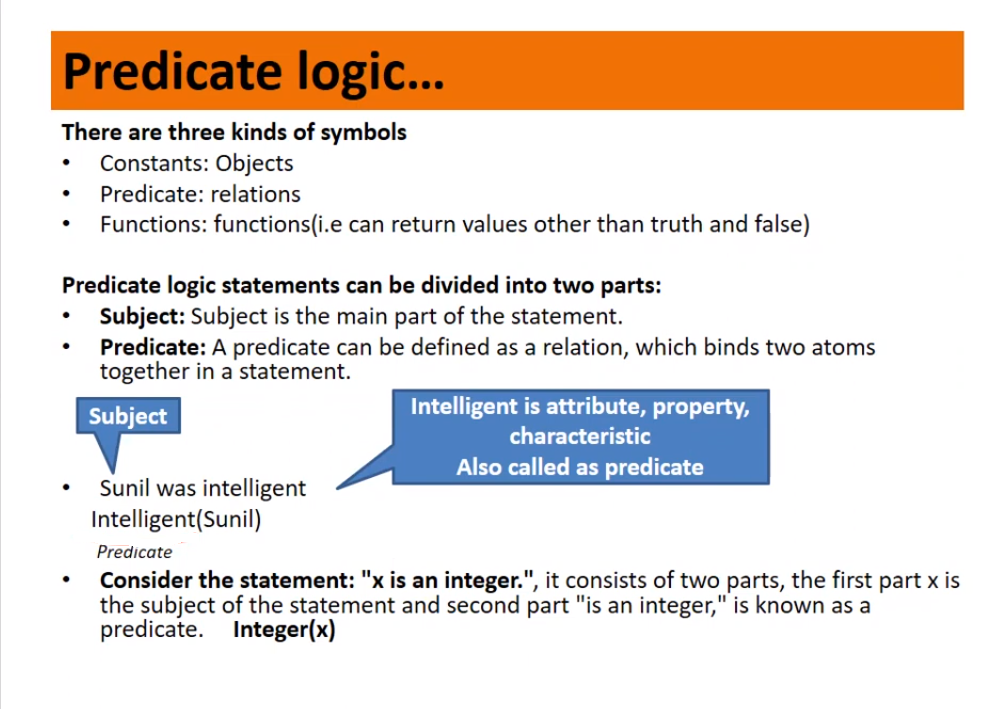 Predicate logic...
There are three kinds of symbols
• Constants: Objects
• Predicate: relations
• Functions: functions(i.e can return values other than truth and false)
Predicate logic statements can be divided into two parts:
• Subject: Subject is the main part of the statement.
• Predicate: A predicate can be defined as a relation, which binds two atoms
together in a statement.
Subject
Intelligent is attribute, property,
characteristic
Also called as predicate
• Sunil was intelligent
Intelligent(Sunil)
Predicate
• Consider the statement: "x is an integer.", it consists of two parts, the first part x is
the subject of the statement and second part "is an integer," is known as a
predicate. Integer(x)